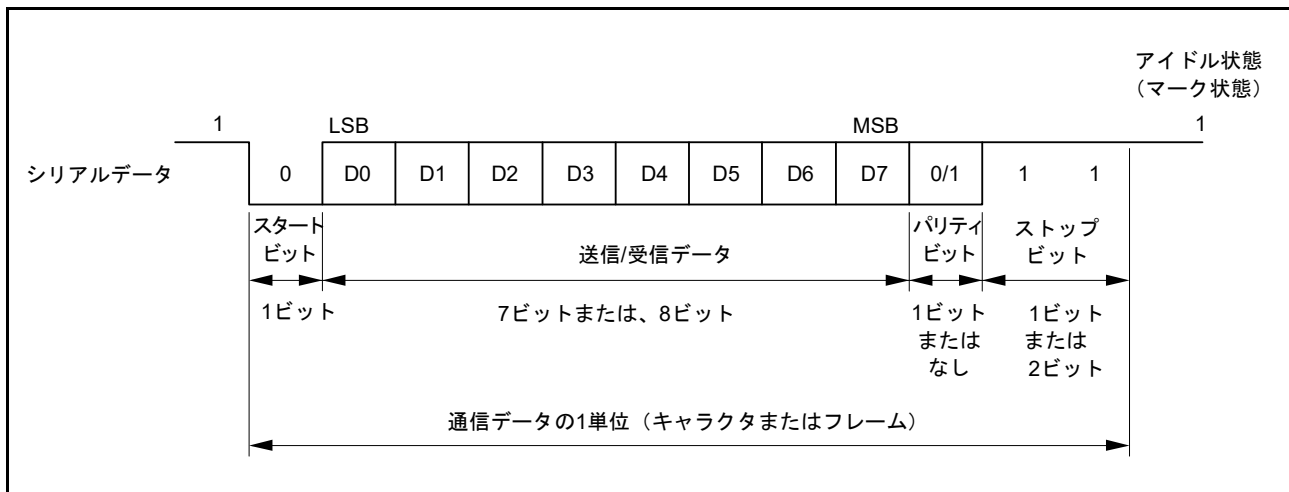 アイドル状態
（マーク状態）
1 LSB MSB 1
シリアルデータ 0 D0 D1 D2 D3 D4 D5 D6 D7 0/1 1 1
スタート
ビット
送信/受信データ
パリティ
ビット
ストップ
ビット
1ビット
7ビットまたは、8ビット
1ビット
または
なし
1ビット
または
2ビット
通信データの1単位（キャラクタまたはフレーム）